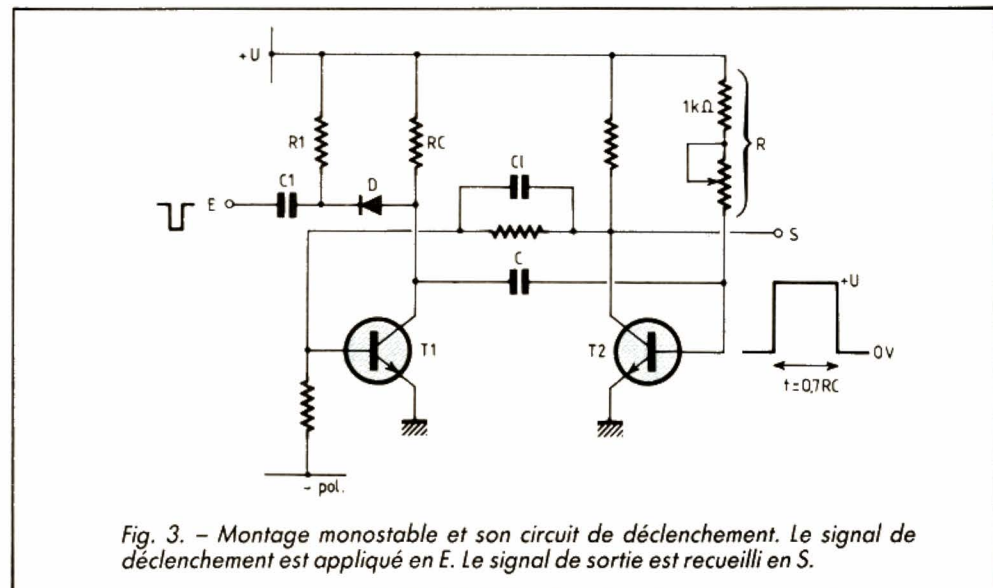 +U
1kΩ
R1
RC
R
C1
D
Cl
E
S
C
+U
T1
T2
0V
t=0,7RC
- pol.
Fig. 3. – Montage monostable et son circuit de déclenchement. Le signal de
déclenchement est appliqué en E. Le signal de sortie est recueilli en S.